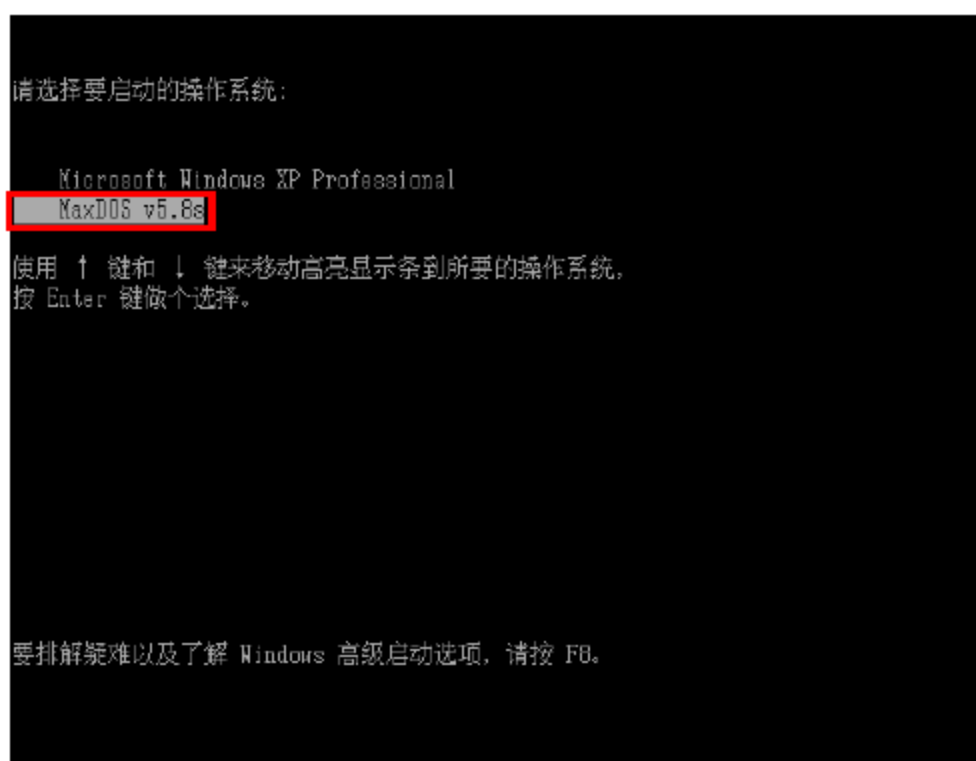 请选择要启动的操作系统:
Microsoft Windows XP Professional
MaxDOS v5.8s
使用 ↑ 键和 ↓ 键来移动高亮显示条到所要的操作系统,
按 Enter 键做个选择。
要排解疑难以及了解 Windows 高级启动选项, 请按 F8。